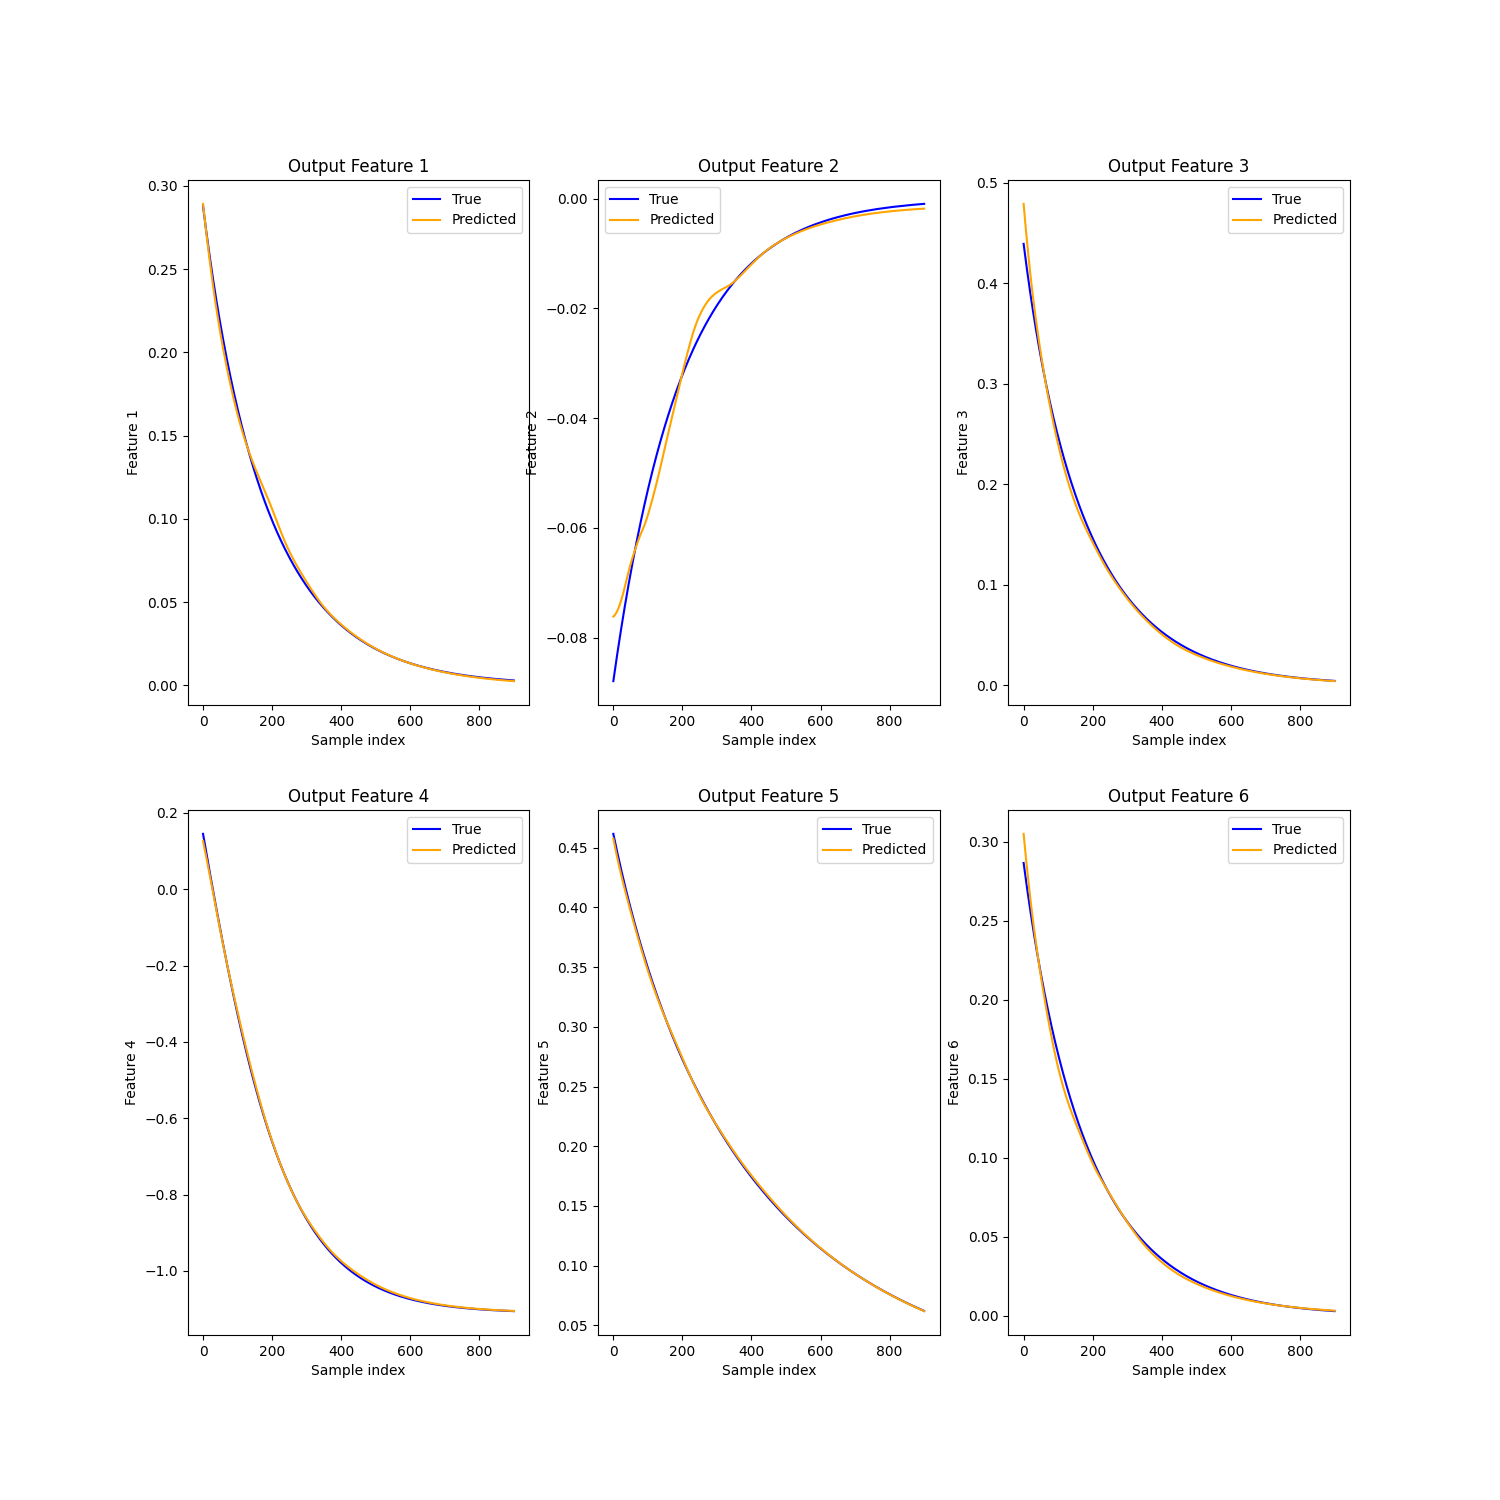 Output Feature 1
0.30
0.25
0.20
0.15
0.10
0.05
0.00
Feature 1
True
Predicted
0 200 400 600 800
Sample index
Output Feature 2
0.00
−0.02
−0.04
−0.06
−0.08
Feature 2
True
Predicted
0 200 400 600 800
Sample index
Output Feature 3
0.5
0.4
0.3
0.2
0.1
0.0
Feature 3
True
Predicted
0 200 400 600 800
Sample index
Output Feature 4
0.2
0.0
−0.2
−0.4
−0.6
−0.8
−1.0
Feature 4
True
Predicted
0 200 400 600 800
Sample index
Output Feature 5
0.45
0.40
0.35
0.30
0.25
0.20
0.15
0.10
0.05
Feature 5
True
Predicted
0 200 400 600 800
Sample index
Output Feature 6
0.30
0.25
0.20
0.15
0.10
0.05
0.00
Feature 6
True
Predicted
0 200 400 600 800
Sample index